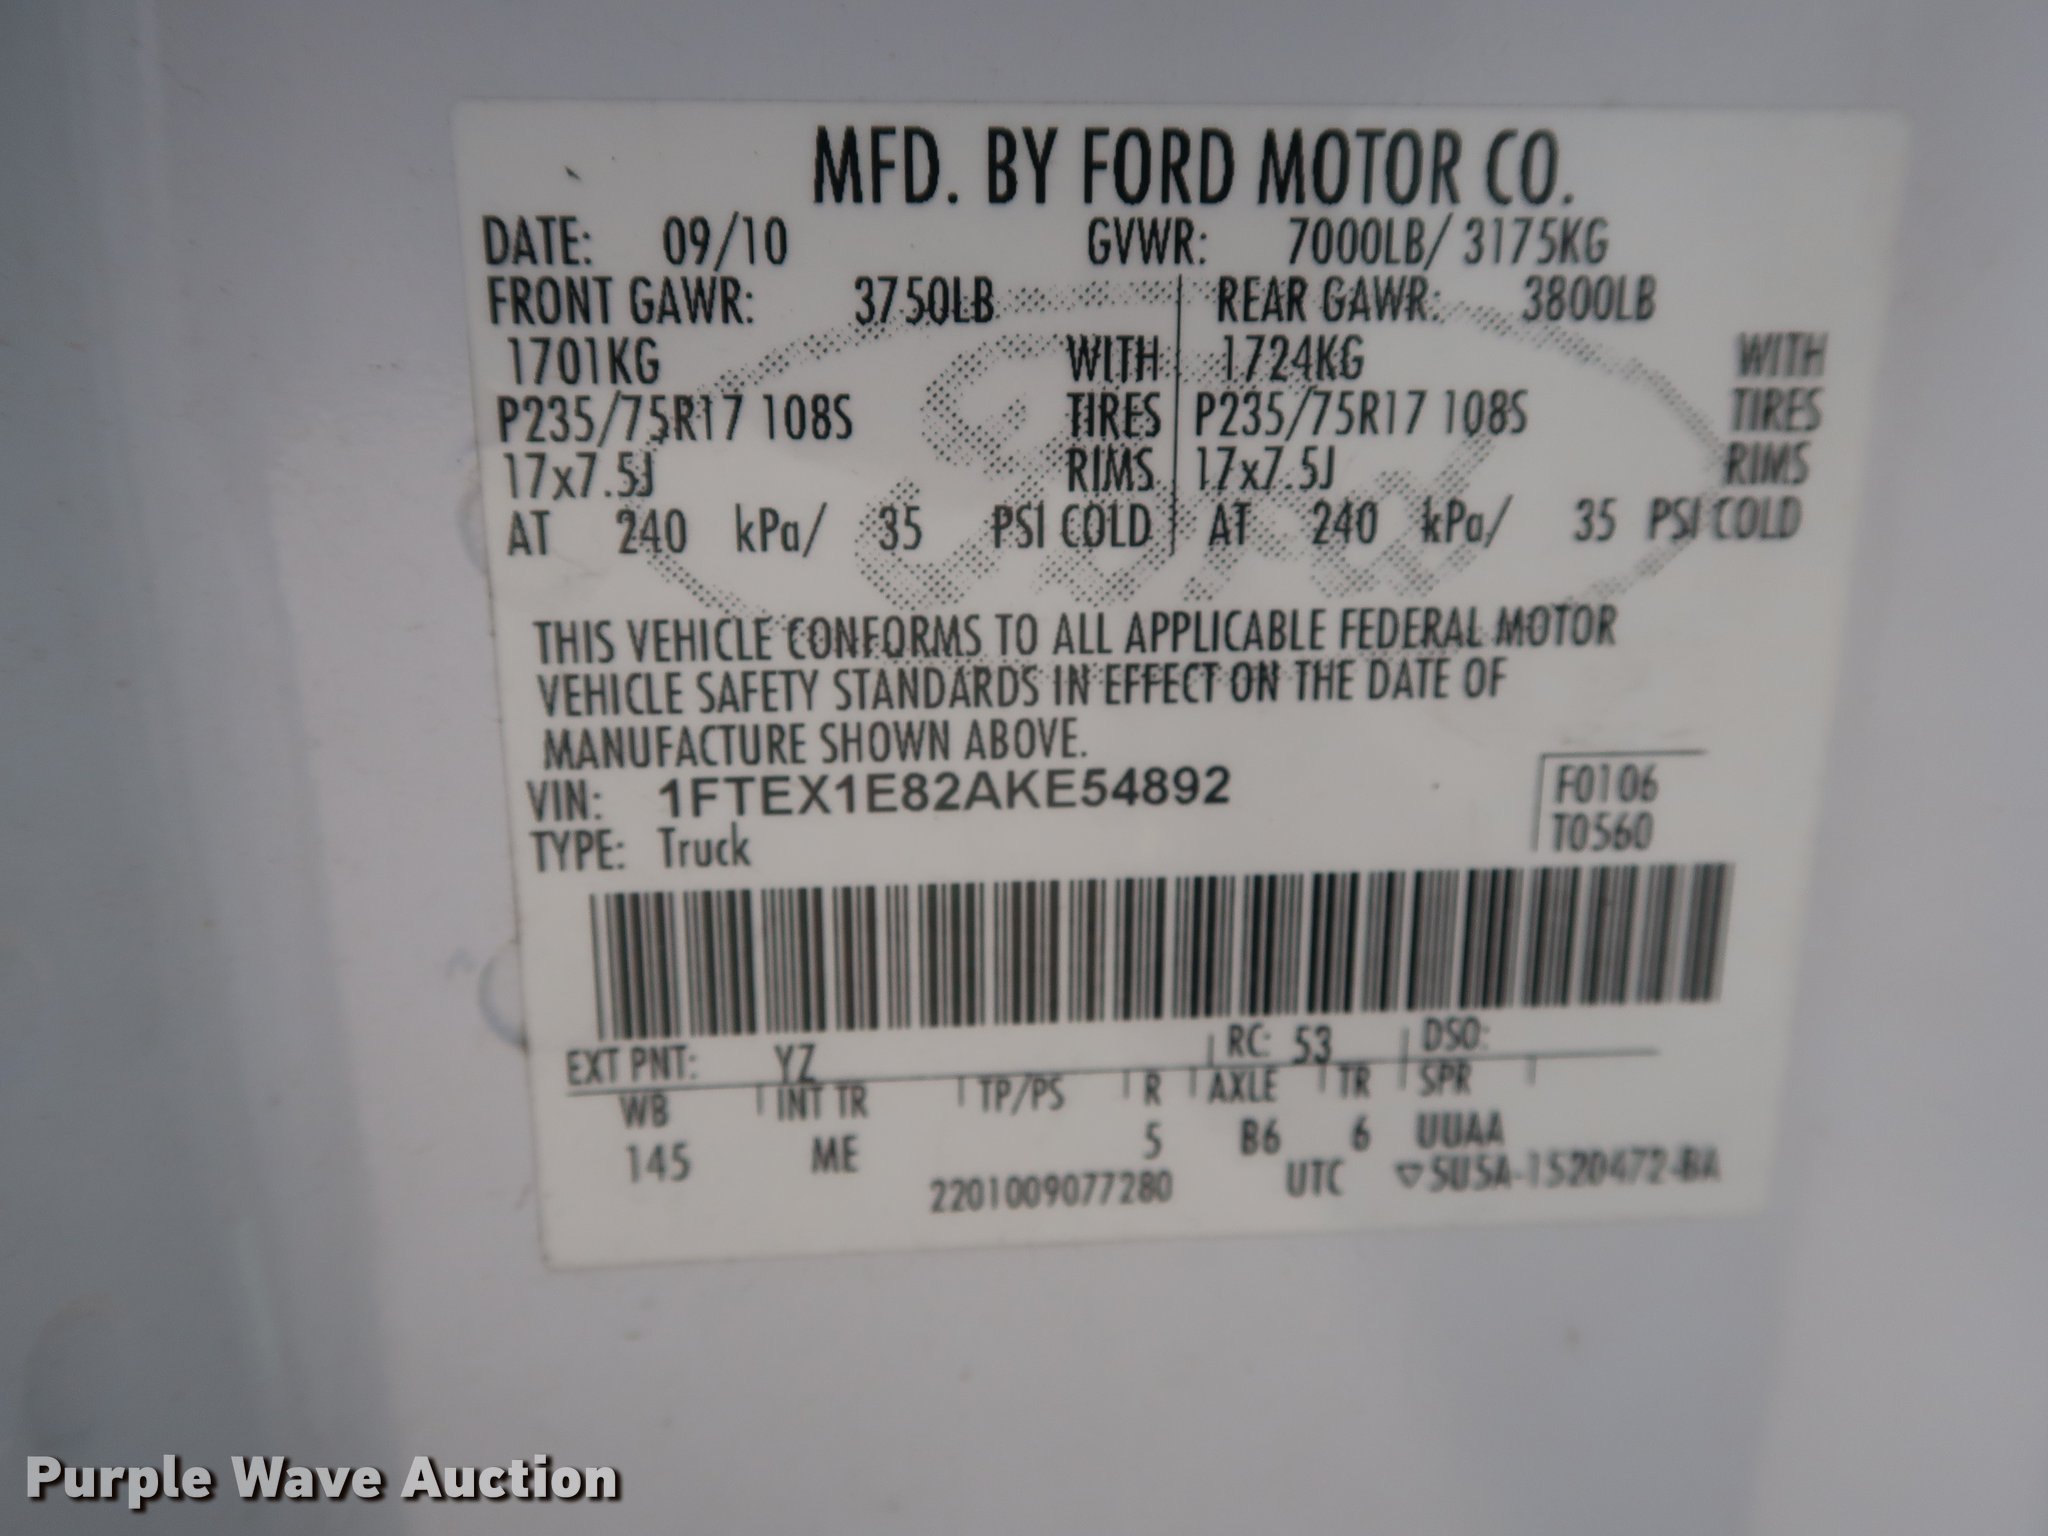 MFD. BY FORD MOTOR CO.
DATE: 09/10 GVWR: 7000LB/ 3175KG
FRONT GAWR: 3750LB REAR GAWR: 3800LB
1701KG WITH 1724KG WITH
P235/75R17 108S TIRES P235/75R17 108S TIRES
17x7.5J RIMS 17x7.5J RIMS
AT 240 kPa/ 35 PSI COLD AT 240 kPa/ 35 PSI COLD
Ford
THIS VEHICLE CONFORMS TO ALL APPLICABLE FEDERAL MOTOR
VEHICLE SAFETY STANDARDS IN EFFECT ON THE DATE OF
MANUFACTURE SHOWN ABOVE.
VIN: 1FTEX1E82AKE54892 F0106
TYPE: Truck T0560
EXT PNT: YZ RC: 53 DSO:
WB INT TR TP/PS R AXLE TR SPR
145 ME 5 B6 6 UUAA
2201009077280 UTC ▽5U5A-1520472-BA
Purple Wave Auction